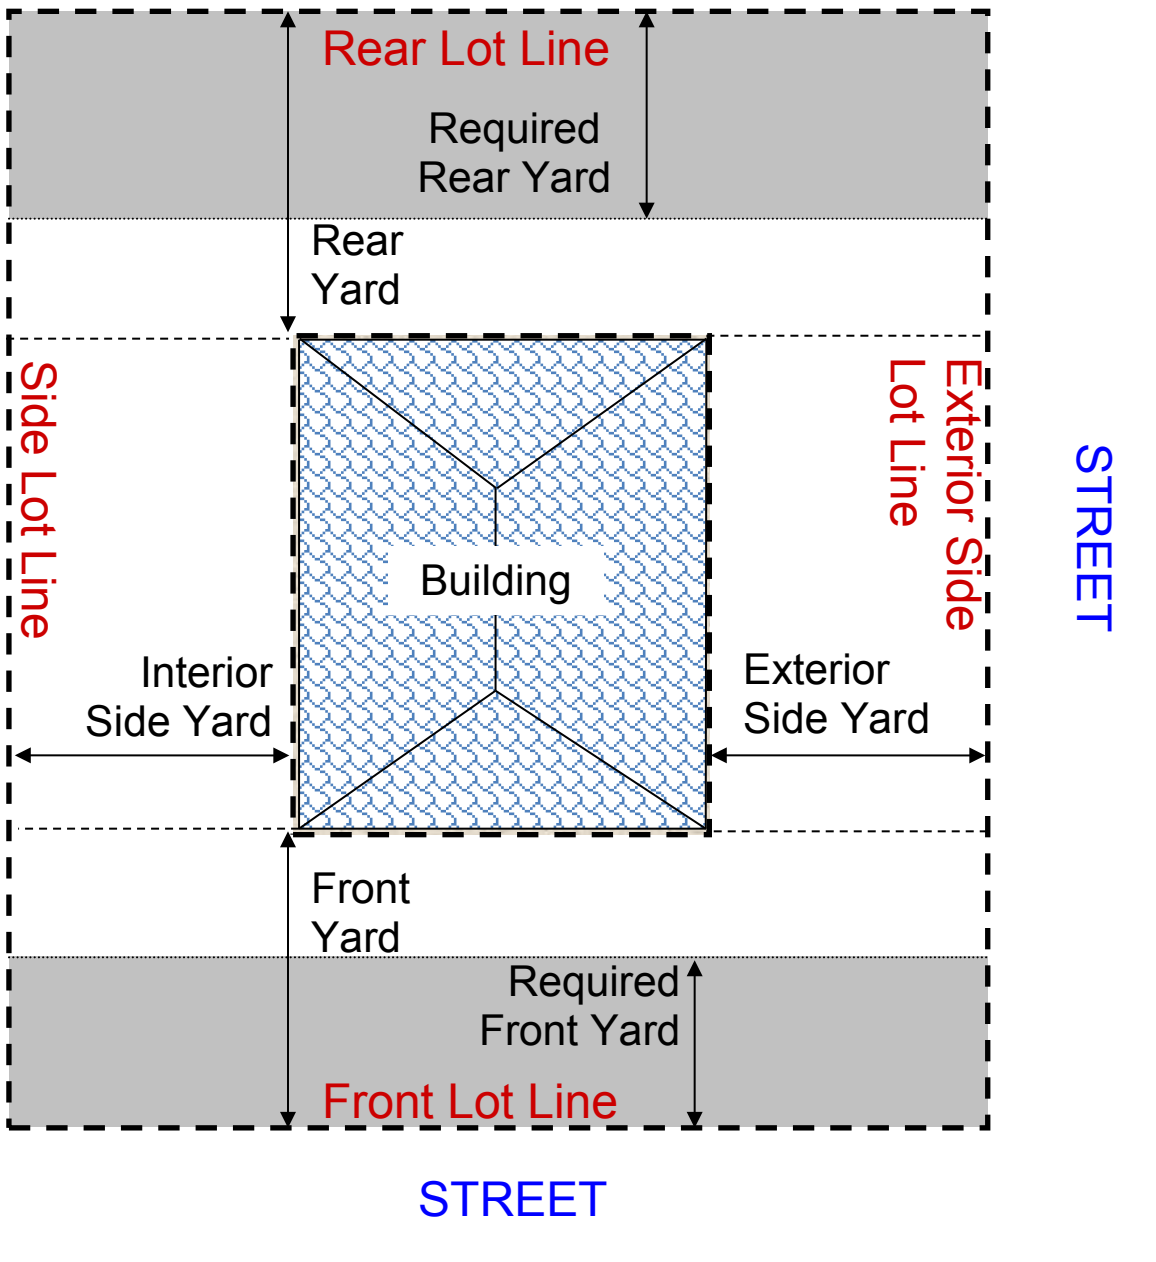 Rear Lot Line
Required
Rear Yard
Rear
Yard
Side Lot Line
Exterior Side
Lot Line
STREET
Building
Interior
Side Yard
Exterior
Side Yard
Front
Yard
Required
Front Yard
Front Lot Line
STREET